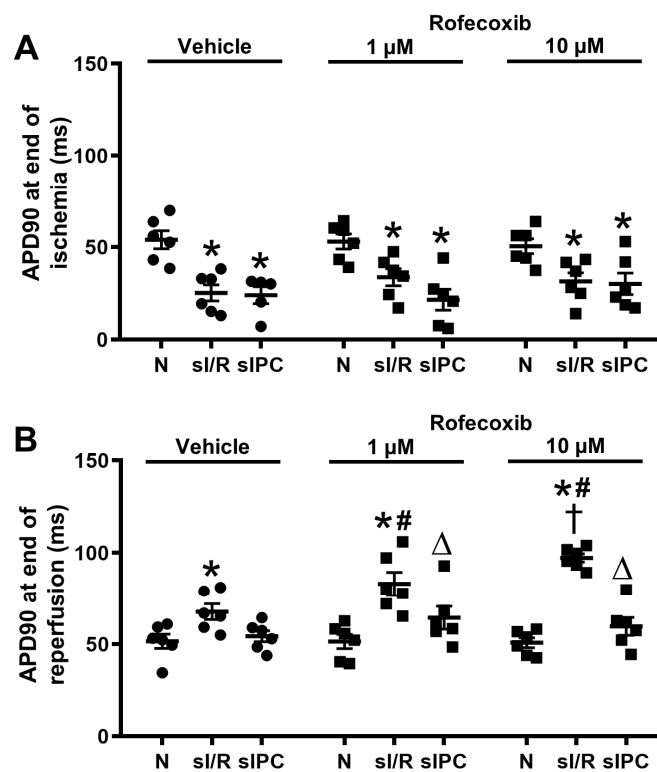 A
Rofecoxib
Vehicle 1 µM 10 µM
APD90 at end of
ischemia (ms)
150
100
50
0
* * * * * *
N sI/R sIPC N sI/R sIPC N sI/R sIPC
B
Rofecoxib
Vehicle 1 µM 10 µM
APD90 at end of
reperfusion (ms)
150
100
50
0
* *# Δ *# † Δ
N sI/R sIPC N sI/R sIPC N sI/R sIPC